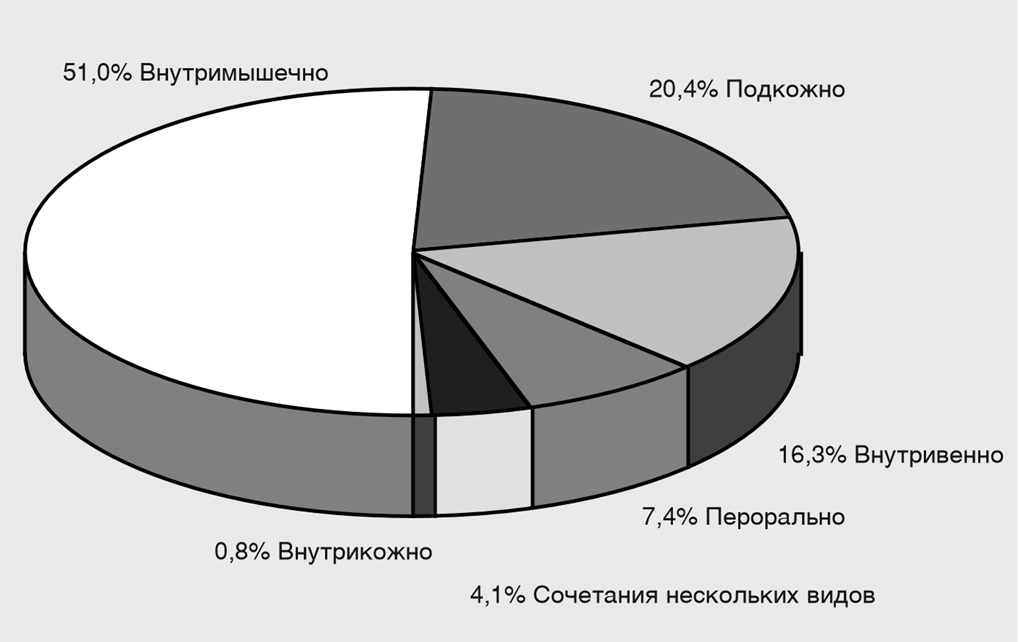 51,0% Внутримышечно
20,4% Подкожно
16,3% Внутривенно
7,4% Перорально
0,8% Внутрикожно
4,1% Сочетания нескольких видов